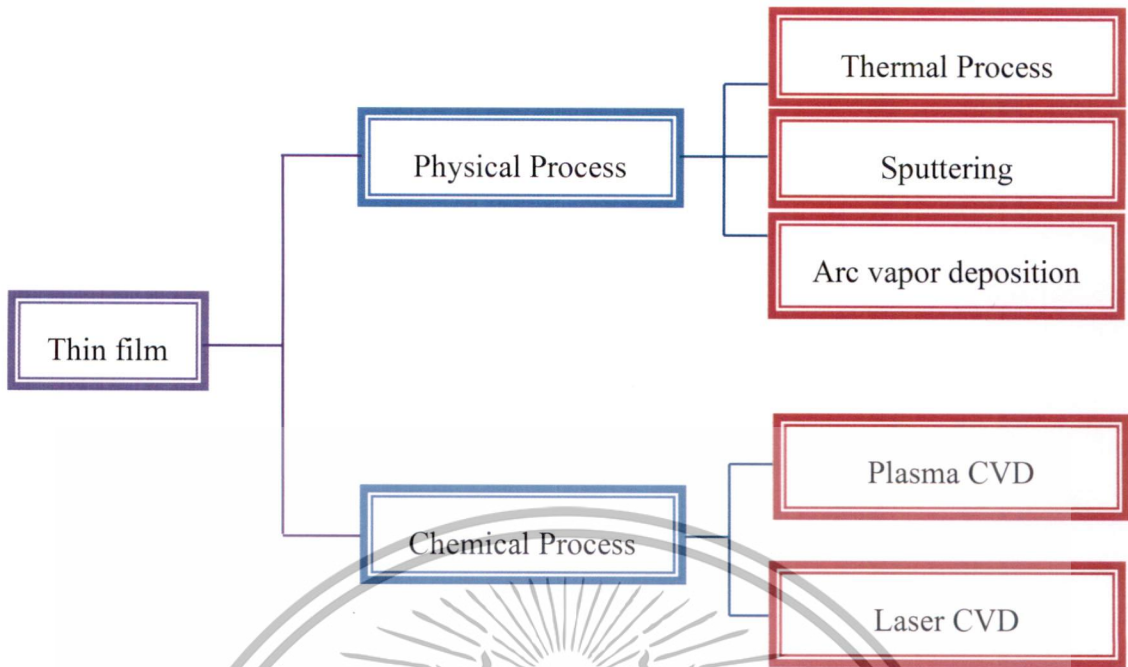 Thin film
Physical Process
Thermal Process
Sputtering
Arc vapor deposition
Chemical Process
Plasma CVD
Laser CVD